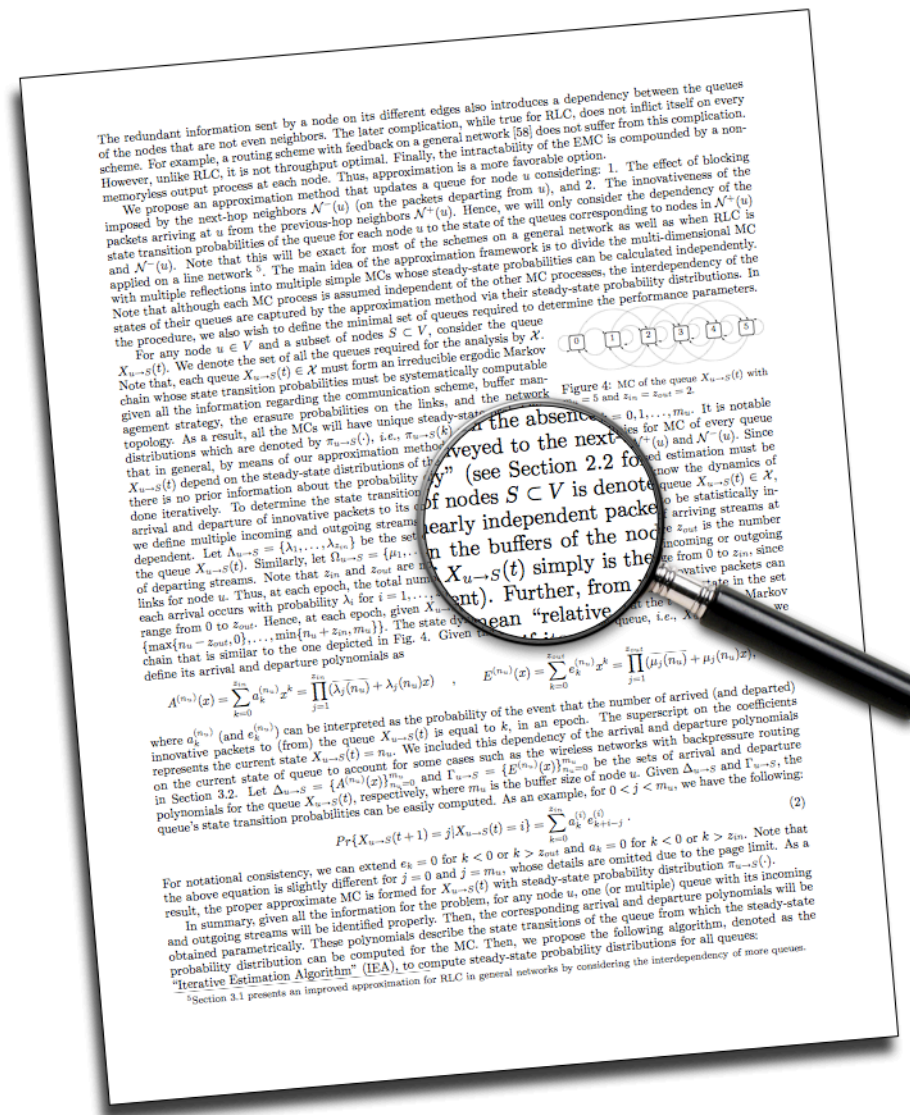 The redundant information sent by a node on its different edges also introduces a dependency between the queues
of the nodes that are not even neighbors. The later complication, while true for RLC, does not inflict itself on every
scheme. For example, a routing scheme with feedback on a general network [58] does not suffer from this complication.
However, unlike RLC, it is not throughput optimal. Finally, the intractability of the EMC is compounded by a non-
memoryless output process at each node. Thus, approximation is a more favorable option.
We propose an approximation method that updates a queue for node u considering: 1. The effect of blocking
imposed by the next-hop neighbors N⁻(u) (on the packets departing from u), and 2. The innovativeness of the
packets arriving at u from the previous-hop neighbors N⁺(u). Hence, we will only consider the dependency of the
state transition probabilities of the queue for each node u to the state of the queues corresponding to nodes in N⁺(u)
and N⁻(u). Note that this will be exact for most of the schemes on a general network as well as when RLC is
applied on a line network ⁵. The main idea of the approximation framework is to divide the multi-dimensional MC
with multiple reflections into multiple simple MCs whose steady-state probabilities can be calculated independently.
Note that although each MC process is assumed independent of the other MC processes, the interdependency of the
states of their queues are captured by the approximation method via their steady-state probability distributions. In
the procedure, we also wish to define the minimal set of queues required to determine the performance parameters.
For any node u ∈ V and a subset of nodes S ⊂ V, consider the queue
X_{u→S}(t). We denote the set of all the queues required for the analysis by X.
Note that, each queue X_{u→S}(t) ∈ X must form an irreducible ergodic Markov
chain whose state transition probabilities must be systematically computable
given all the information regarding the communication scheme, buffer man-
agement strategy, the erasure probabilities on the links, and the network
topology. As a result, all the MCs will have unique steady-state
distributions which are denoted by π_{u→S}(·), i.e., π_{u→S}(k)
that in general, by means of our approximation method
X_{u→S}(t) depend on the steady-state distributions of
there is no prior information about the probability
done iteratively. To determine the state transition
arrival and departure of innovative packets to its
we define multiple incoming and outgoing streams
dependent. Let Λ_{u→S} = {λ₁, . . . , λ_{z_in}} be the set
the queue X_{u→S}(t). Similarly, let Ω_{u→S} = {μ₁, . .
of departing streams. Note that z_in and z_out are
links for node u. Thus, at each epoch, the total
each arrival occurs with probability λ_i for i = 1, . . . ,
range from 0 to z_out. Hence, at each epoch, given
{max{n_u − z_out, 0}, . . . , min{n_u + z_in, m_u}}. The state
chain that is similar to the one depicted in Fig. 4. Given
define its arrival and departure polynomials as
0 1 2 3 4 5
Figure 4: MC of the queue X_{u→S}(t) with
= 5 and z_in = z_out = 2.
= 0, 1, . . . , m_u. It is notable
for MC of every queue
N⁺(u) and N⁻(u). Since
estimation must be
the dynamics of
queue X_{u→S}(t) ∈ X,
be statistically in-
arriving streams at
z_out is the number
incoming or outgoing
from 0 to z_in, since
packets can
state in the set
Markov
queue, i.e., we
the absence
to the next-
(see Section 2.2
of nodes S ⊂ V is
independent
in the buffers of the
X_{u→S}(t) simply is the
Further, from
"relative
A^{(n_u)}(x) = ∑_{k=0}^{z_in} a_k^{(n_u)} x^k = ∏_{j=1}^{z_in} (\overline{λ_j(n_u)} + λ_j(n_u)x) , E^{(n_u)}(x) = ∑_{k=0}^{z_out} e_k^{(n_u)} x^k = ∏_{j=1}^{z_out} (\overline{μ_j(n_u)} + μ_j(n_u)x),
where a_k^{(n_u)} (and e_k^{(n_u)}) can be interpreted as the probability of the event that the number of arrived (and departed)
innovative packets to (from) the queue X_{u→S}(t) is equal to k, in an epoch. The superscript on the coefficients
represents the current state X_{u→S}(t) = n_u. We included this dependency of the arrival and departure polynomials
on the current state of queue to account for some cases such as the wireless networks with backpressure routing
in Section 3.2. Let Δ_{u→S} = {A^{(n_u)}(x)}_{n_u=0}^{m_u} and Γ_{u→S} = {E^{(n_u)}(x)}_{n_u=0}^{m_u} be the sets of arrival and departure
polynomials for the queue X_{u→S}(t), respectively, where m_u is the buffer size of node u. Given Δ_{u→S} and Γ_{u→S}, the
queue's state transition probabilities can be easily computed. As an example, for 0 < j < m_u, we have the following:
Pr{X_{u→S}(t + 1) = j|X_{u→S}(t) = i} = ∑_{k=0}^{z_in} a_k^{(i)} e_{k+i−j}^{(i)} . (2)
For notational consistency, we can extend e_k = 0 for k < 0 or k > z_out and a_k = 0 for k < 0 or k > z_in. Note that
the above equation is slightly different for j = 0 and j = m_u, whose details are omitted due to the page limit. As a
result, the proper approximate MC is formed for X_{u→S}(t) with steady-state probability distribution π_{u→S}(·).
In summary, given all the information for the problem, for any node u, one (or multiple) queue with its incoming
and outgoing streams will be identified properly. Then, the corresponding arrival and departure polynomials will be
obtained parametrically. These polynomials describe the state transitions of the queue from which the steady-state
probability distribution can be computed for the MC. Then, we propose the following algorithm, denoted as the
"Iterative Estimation Algorithm" (IEA), to compute steady-state probability distributions for all queues:
⁵Section 3.1 presents an improved approximation for RLC in general networks by considering the interdependency of more queues.